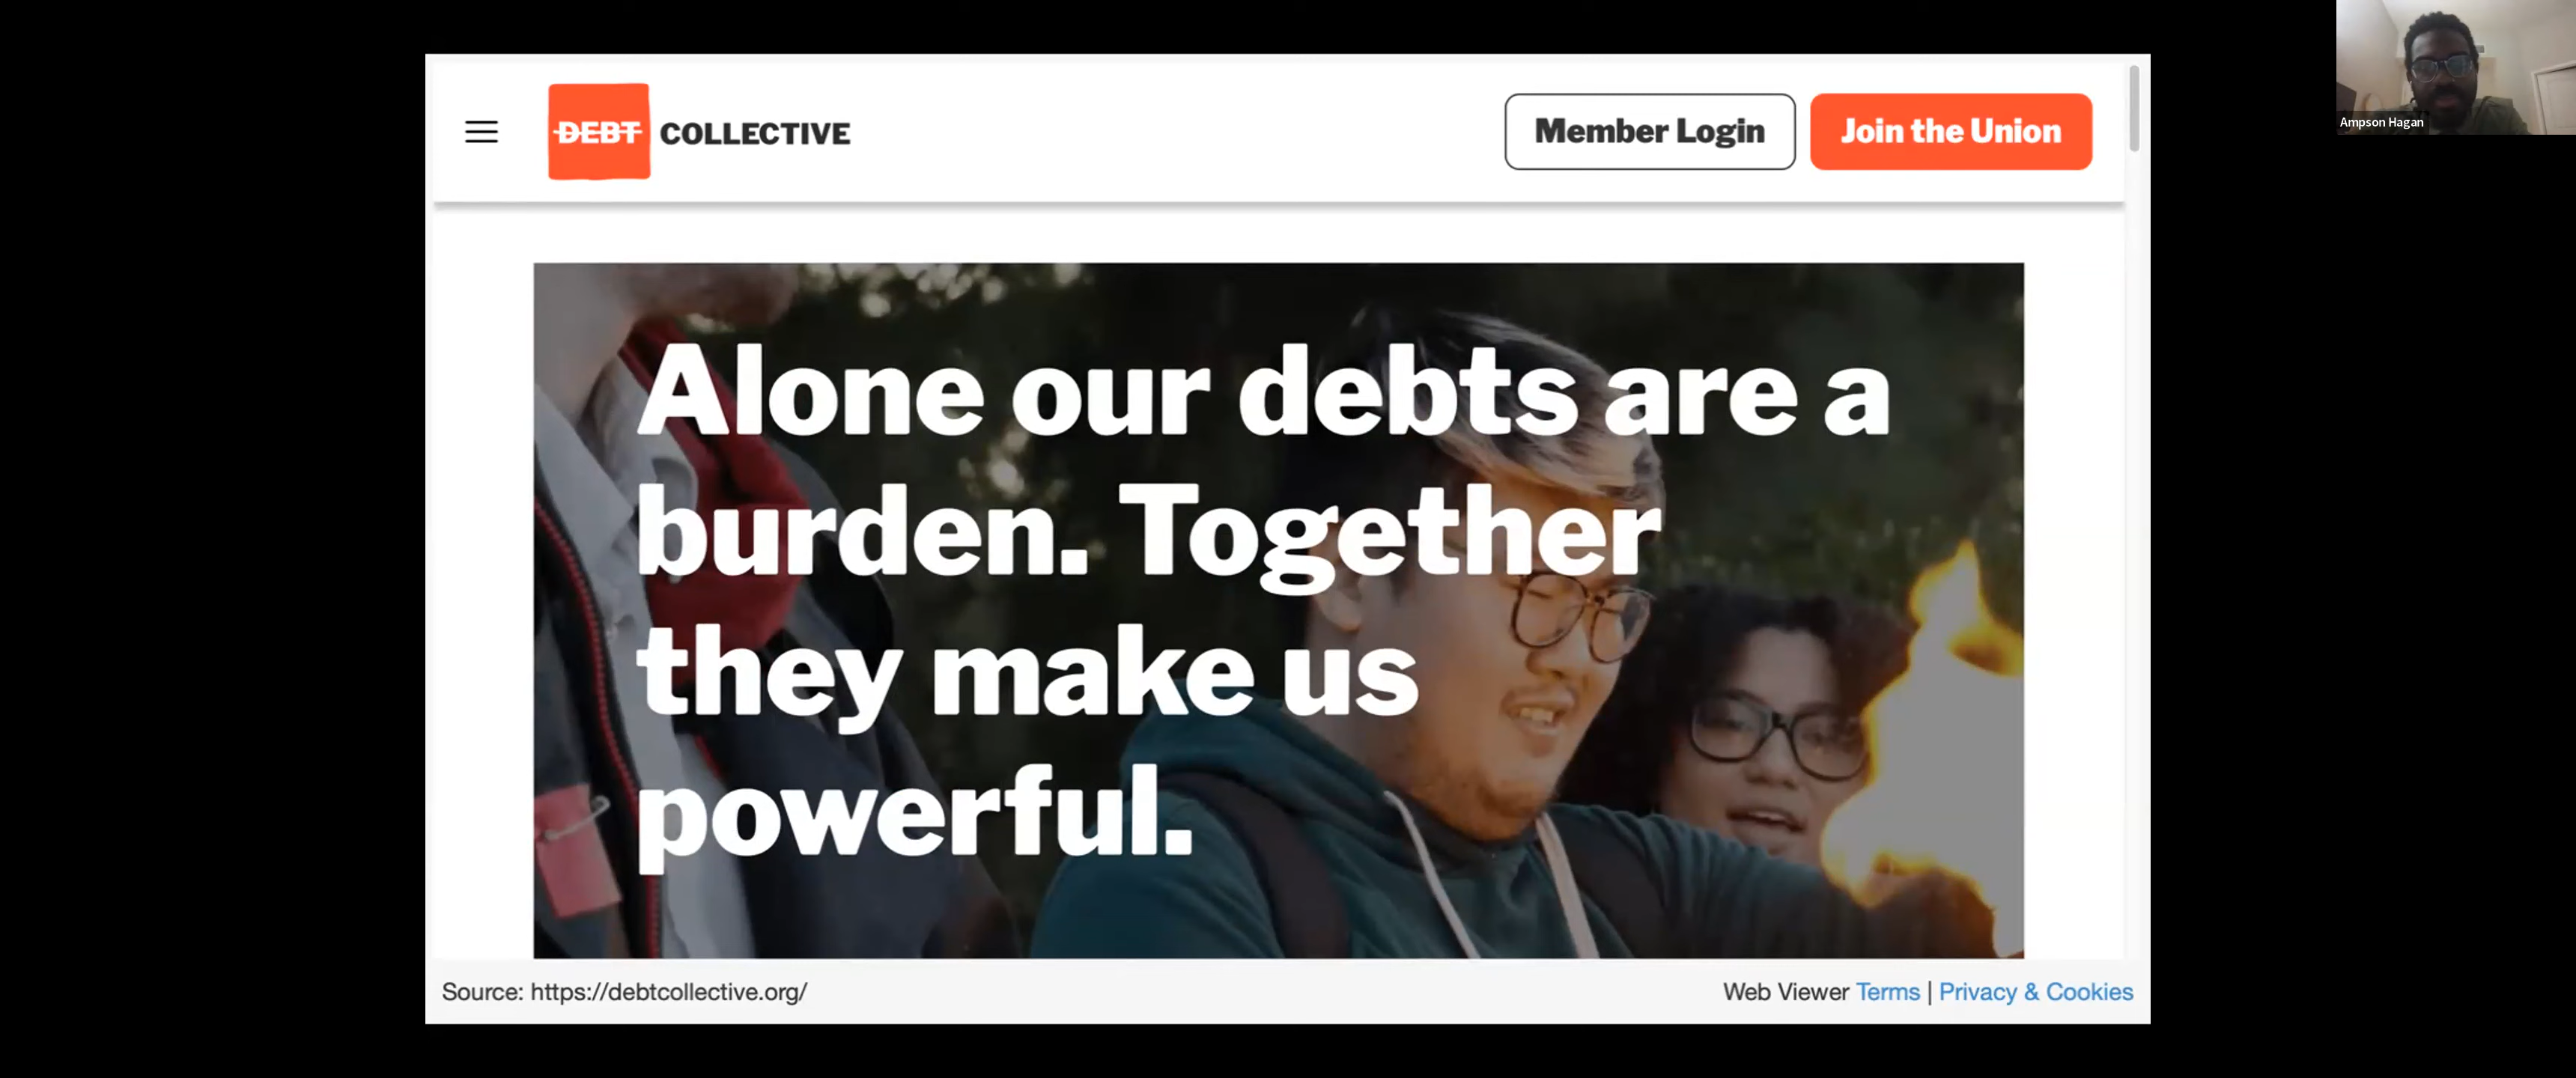 DEBT COLLECTIVE
Member Login
Join the Union
Ampson Hagan
Alone our debts are a
burden. Together
they make us
powerful.
Source: https://debtcollective.org/
Web Viewer Terms | Privacy & Cookies